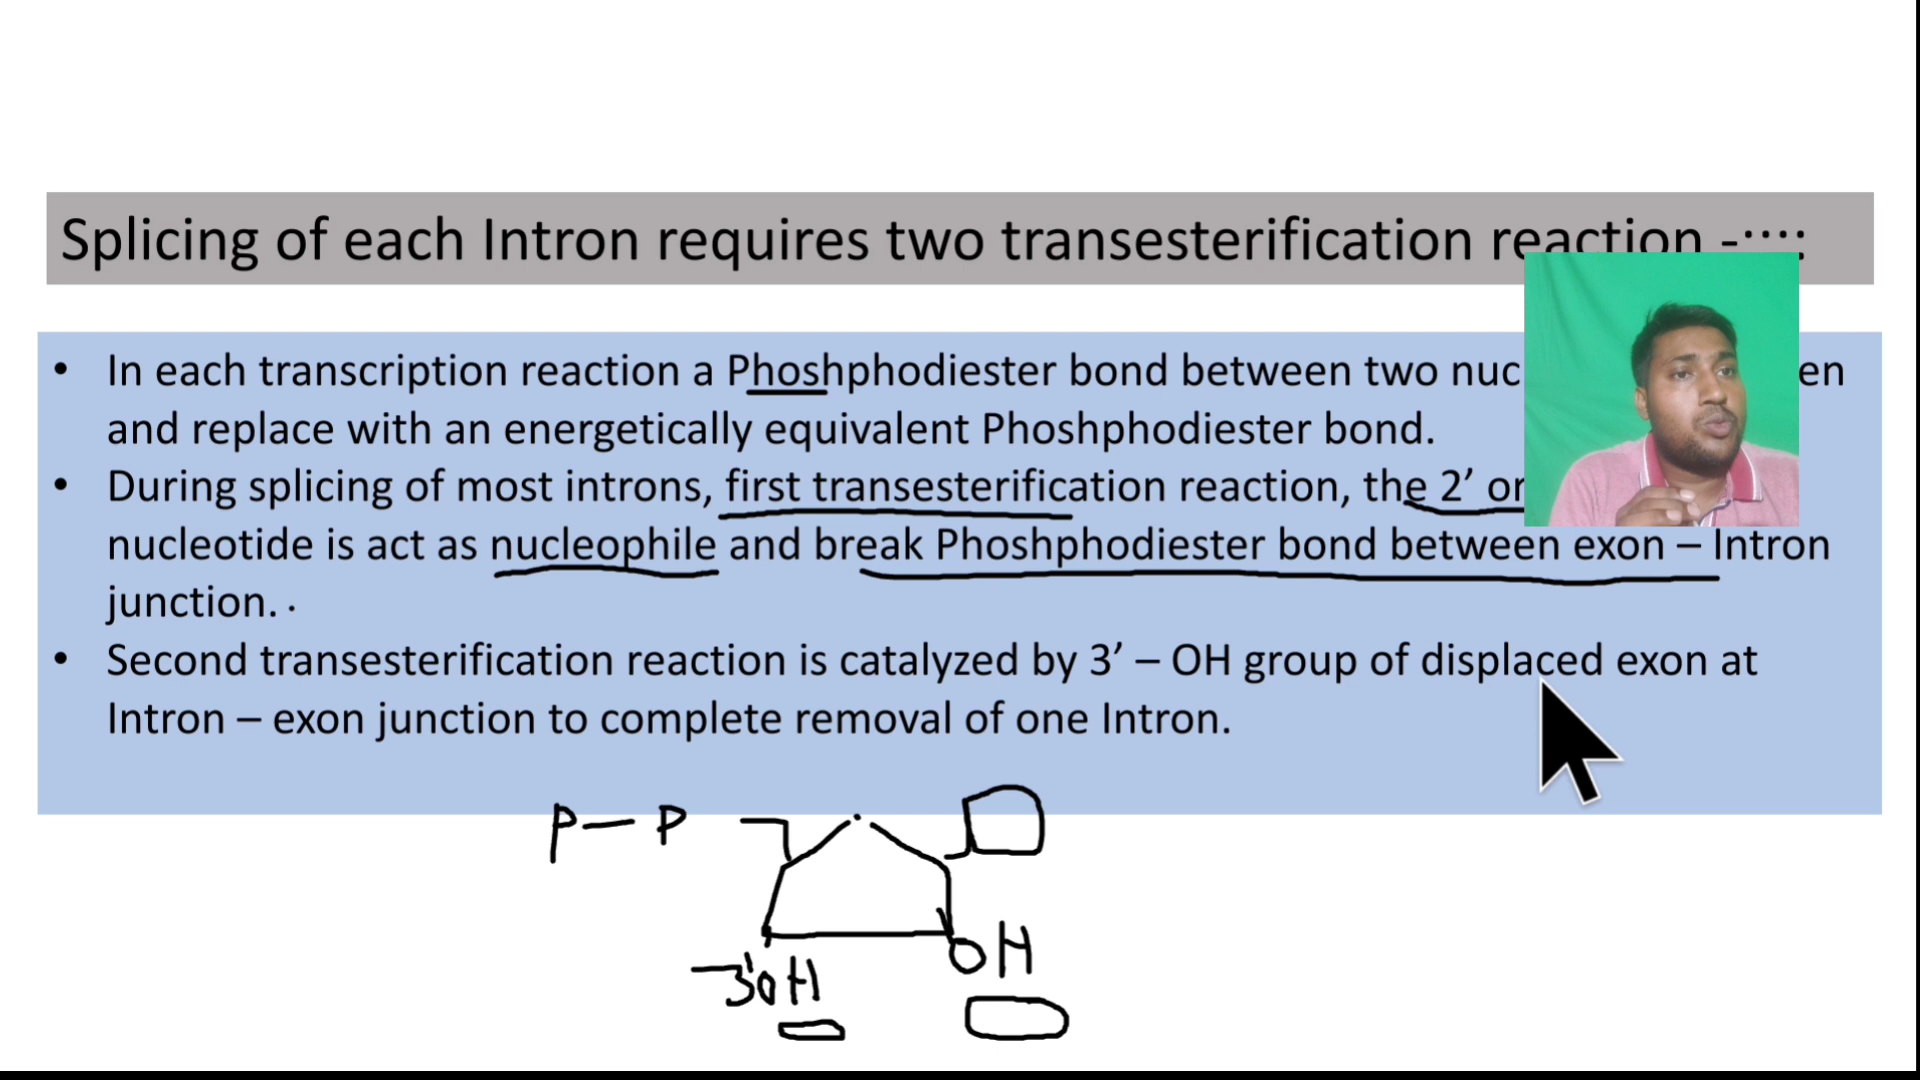 Splicing of each Intron requires two transesterification reaction -····:
• In each transcription reaction a Phoshphodiester bond between two nuc en
and replace with an energetically equivalent Phoshphodiester bond.
• During splicing of most introns, first transesterification reaction, the 2’ or
nucleotide is act as nucleophile and break Phoshphodiester bond between exon – Intron
junction. .
• Second transesterification reaction is catalyzed by 3’ – OH group of displaced exon at
Intron – exon junction to complete removal of one Intron.
P — P
OH
3'OH